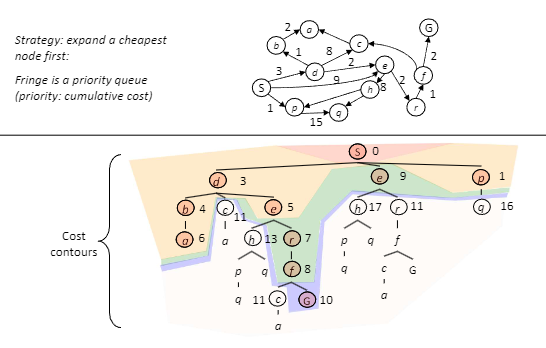 Strategy: expand a cheapest
node first:
Fringe is a priority queue
(priority: cumulative cost)
G
2
a
b
c
1
8
2
3
d
e
2
f
9
S
h
8
2
1
1
p
q
r
15
S 0
d 3
e 9
p 1
b 4
c
11
e 5
h 17
r 11
q 16
a 6
a
h 13
r 7
p
q
f
p
q
f 8
q
c
G
q
11 c
G 10
a
a
Cost
contours